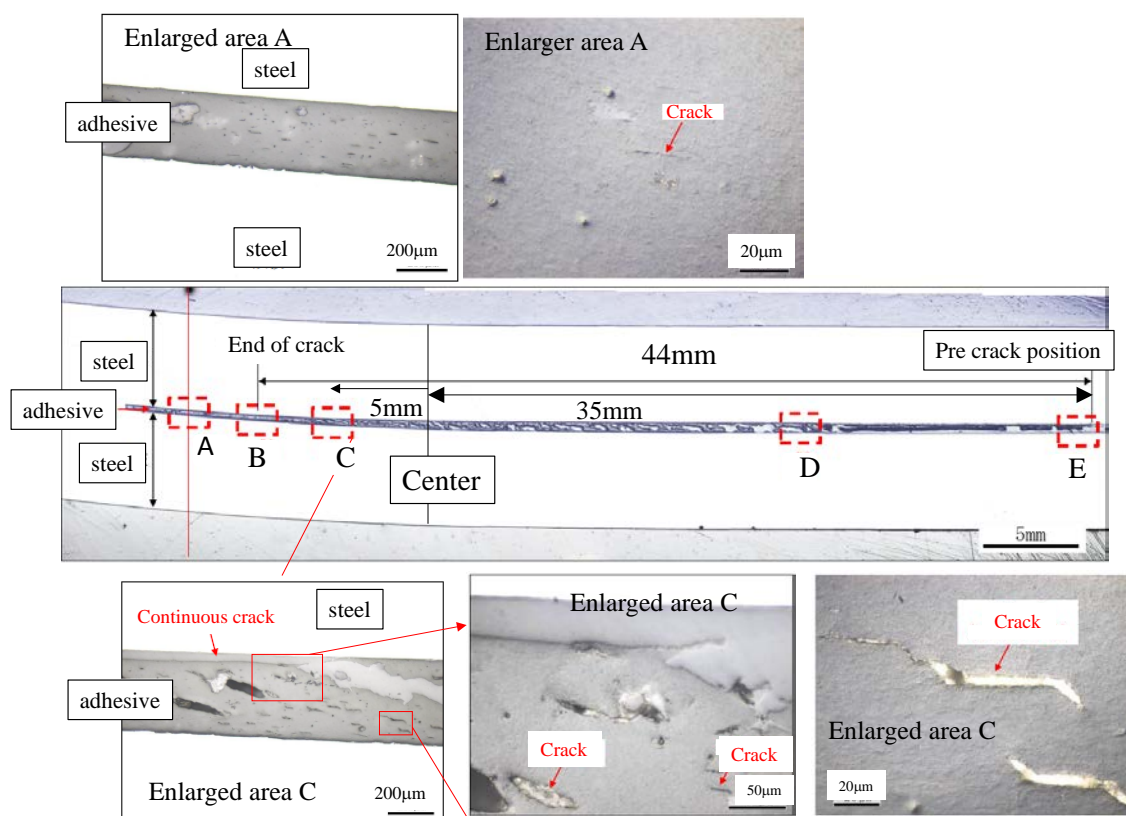 Enlarged area A
steel
adhesive
steel
200μm
Enlarger area A
Crack
20μm
End of crack
44mm
Pre crack position
steel
adhesive
5mm
35mm
steel
A
B
C
D
E
Center
5mm
Continuous crack
steel
adhesive
Enlarged area C
200μm
Enlarged area C
Crack
Crack
50μm
Crack
Enlarged area C
20μm